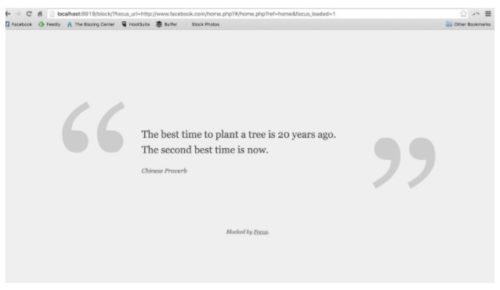 localhost:8919/block/?focus_url=http://www.facebook.com/home.php?#/home.php?ref=home&focus_loaded=1
Facebook Feedly The Blazing Center HootSuite Buffer Stock Photos Other Bookmarks
“
The best time to plant a tree is 20 years ago.
The second best time is now.
”
Chinese Proverb
Blocked by Focus.